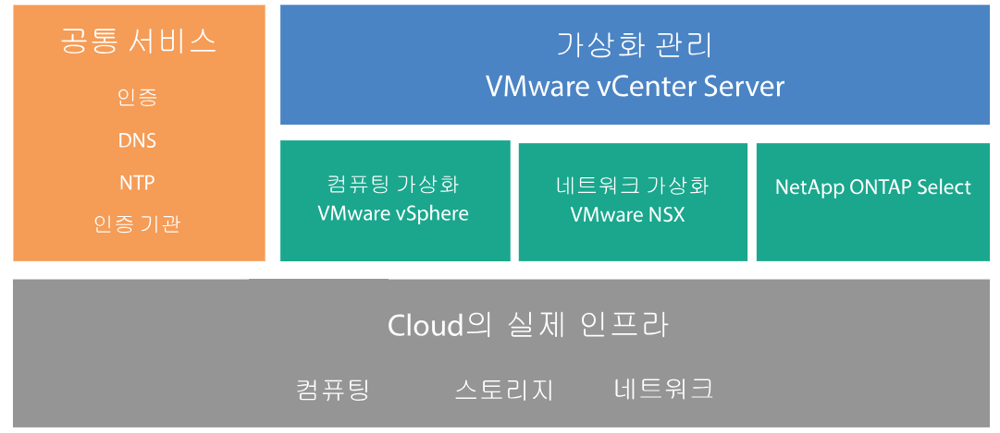 공통 서비스
인증
DNS
NTP
인증 기관
가상화 관리
VMware vCenter Server
컴퓨팅 가상화
VMware vSphere
네트워크 가상화
VMware NSX
NetApp ONTAP Select
Cloud의 실제 인프라
컴퓨팅 스토리지 네트워크